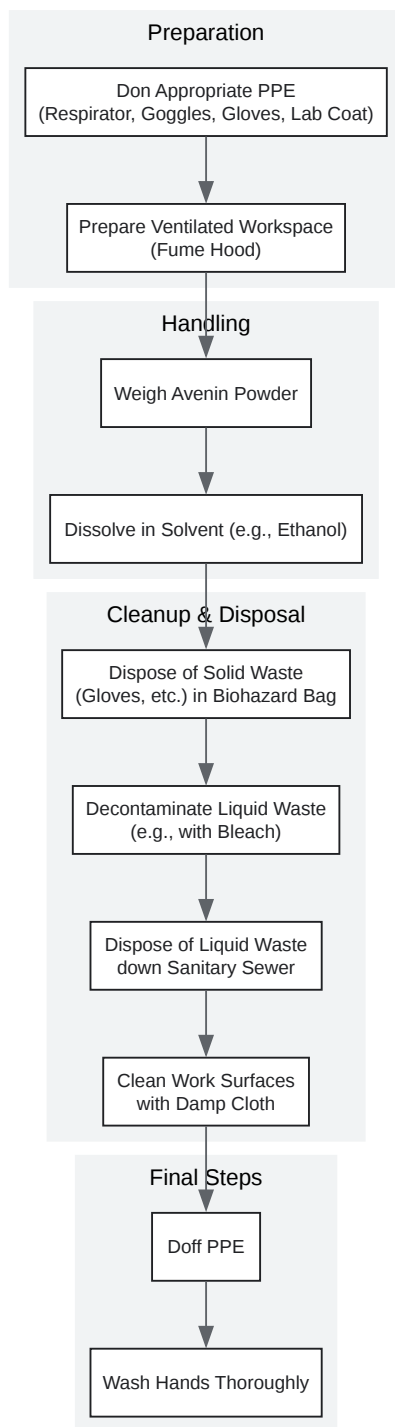 Preparation
Don Appropriate PPE
(Respirator, Goggles, Gloves, Lab Coat)
Prepare Ventilated Workspace
(Fume Hood)
Handling
Weigh Avenin Powder
Dissolve in Solvent (e.g., Ethanol)
Cleanup & Disposal
Dispose of Solid Waste
(Gloves, etc.) in Biohazard Bag
Decontaminate Liquid Waste
(e.g., with Bleach)
Dispose of Liquid Waste
down Sanitary Sewer
Clean Work Surfaces
with Damp Cloth
Final Steps
Doff PPE
Wash Hands Thoroughly